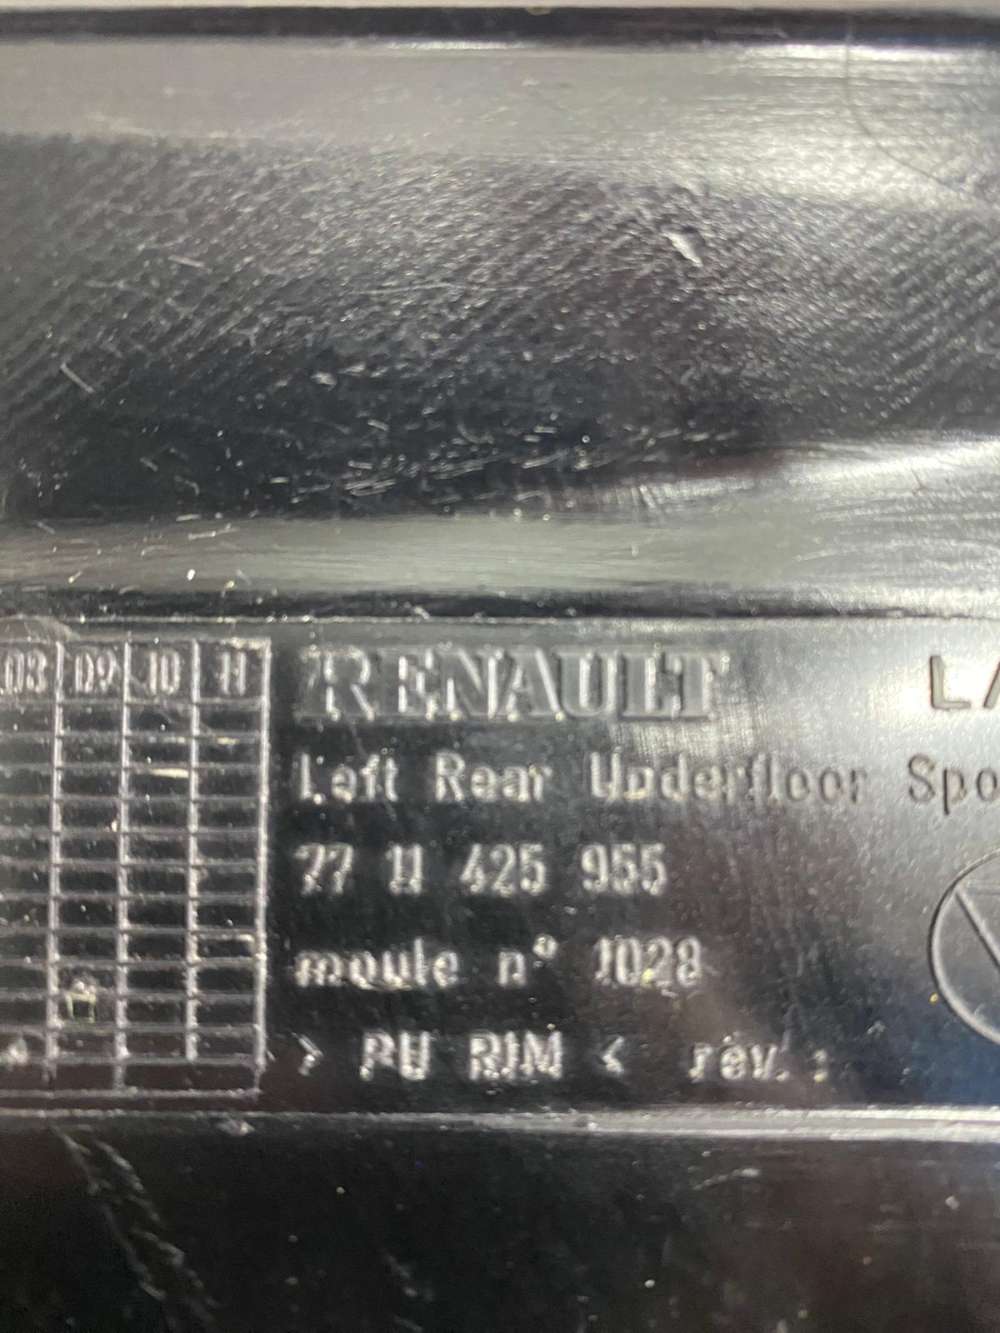 08 09 10 11
RENAULT
Left Rear Underfloor
77 11 425 955
moule n° 1028
> PU RIM < rév. :